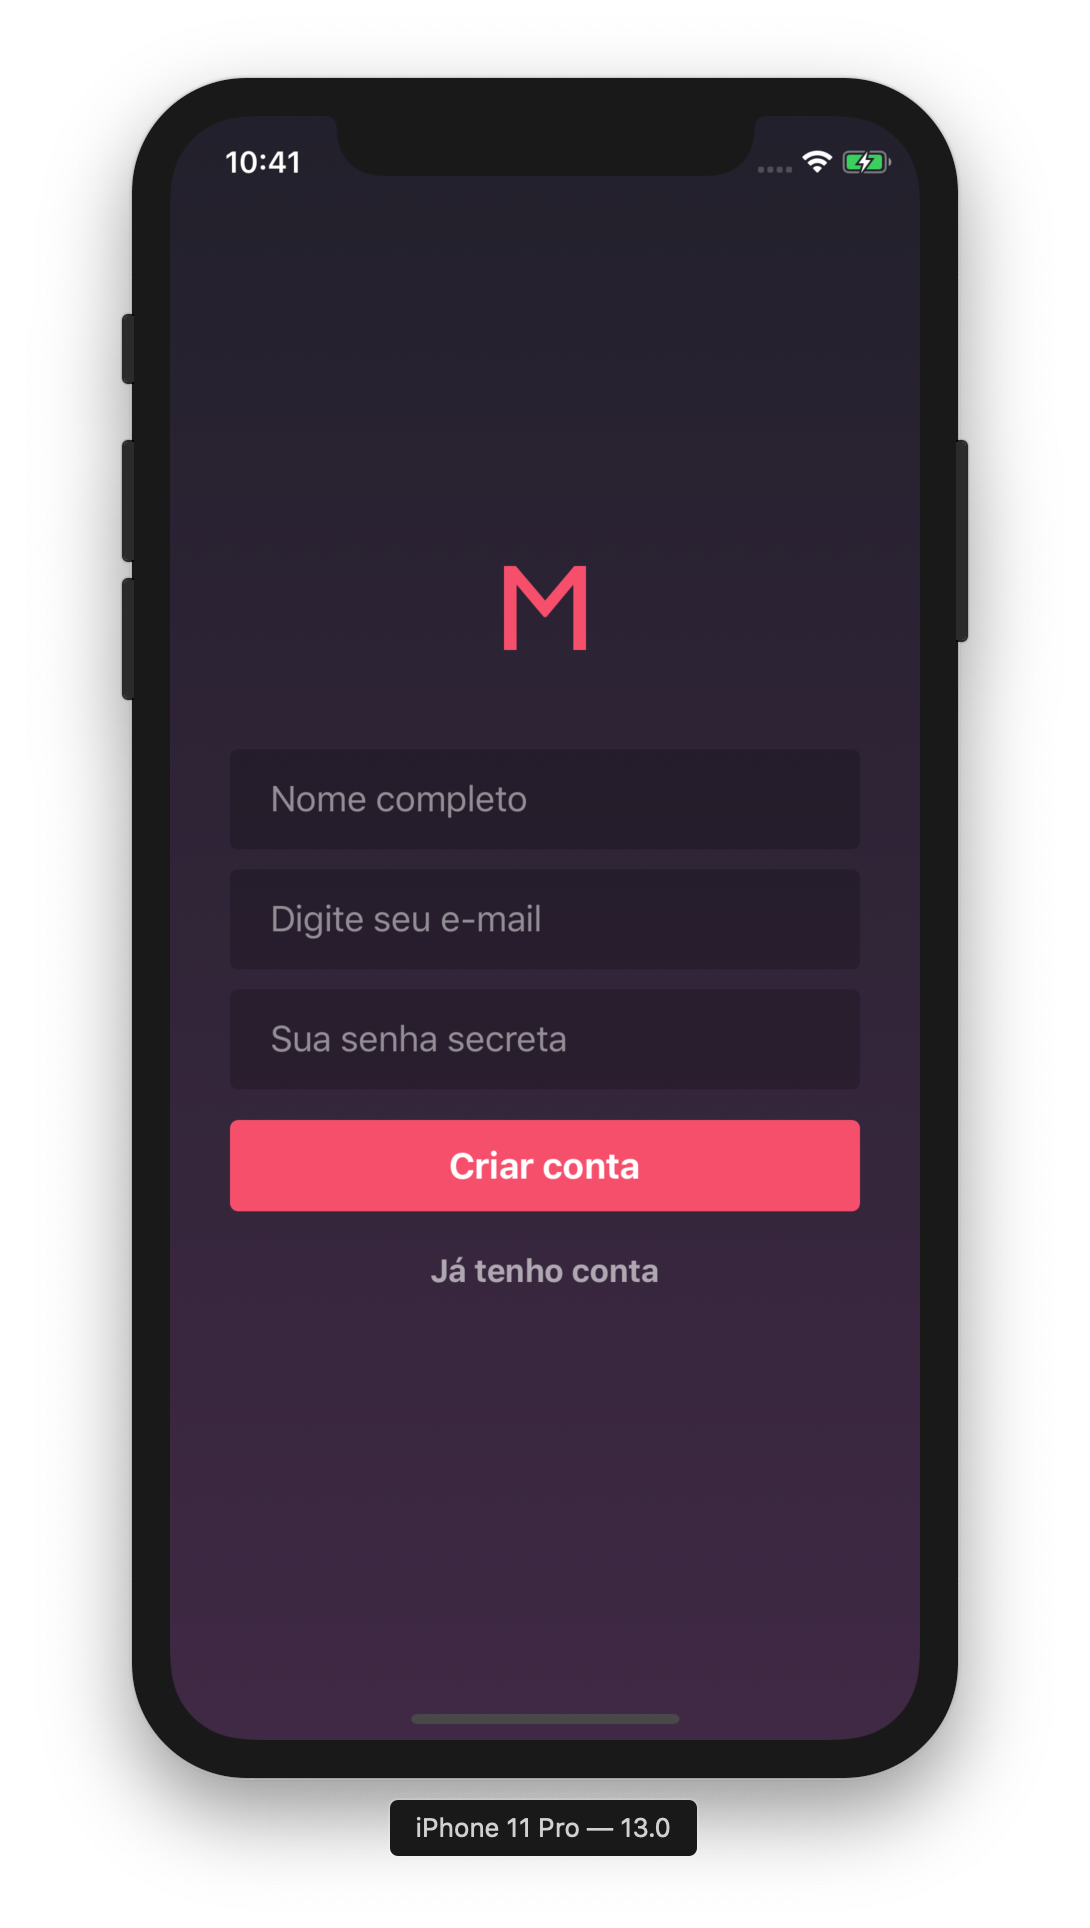 10:41
M
Nome completo
Digite seu e-mail
Sua senha secreta
Criar conta
Já tenho conta
iPhone 11 Pro — 13.0